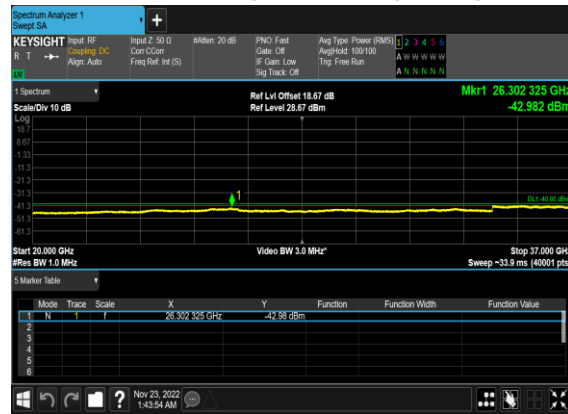 Spectrum Analyzer 1
Swept SA
+
KEYSIGHT Input: RF Input Z: 50 Ω #Atten: 20 dB PNO: Fast Avg Type: Power (RMS) 1 2 3 4 5 6
R T Coupling: DC Corr CCorr Gate: Off Avg|Hold: 100/100 A W W W W W
Align: Auto Freq Ref: Int (S) IF Gain: Low Trig: Free Run
LXI Sig Track: Off A N N N N N
1 Spectrum Ref Lvl Offset 18.67 dB Mkr1 26.302 325 GHz
Scale/Div 10 dB Ref Level 28.67 dBm -42.982 dBm
Log
18.7
8.67
-1.33
-11.3
-21.3
-31.3
1
DL1 -40.00 dBm
-41.3
-51.3
-61.3
Start 20.000 GHz Video BW 3.0 MHz* Stop 37.000 GHz
#Res BW 1.0 MHz Sweep ~33.9 ms (40001 pts)
5 Marker Table
Mode Trace Scale X Y Function Function Width Function Value
1 N 1 f 26.302 325 GHz -42.98 dBm
2
3
4
5
6
? Nov 23, 2022
1:43:54 AM